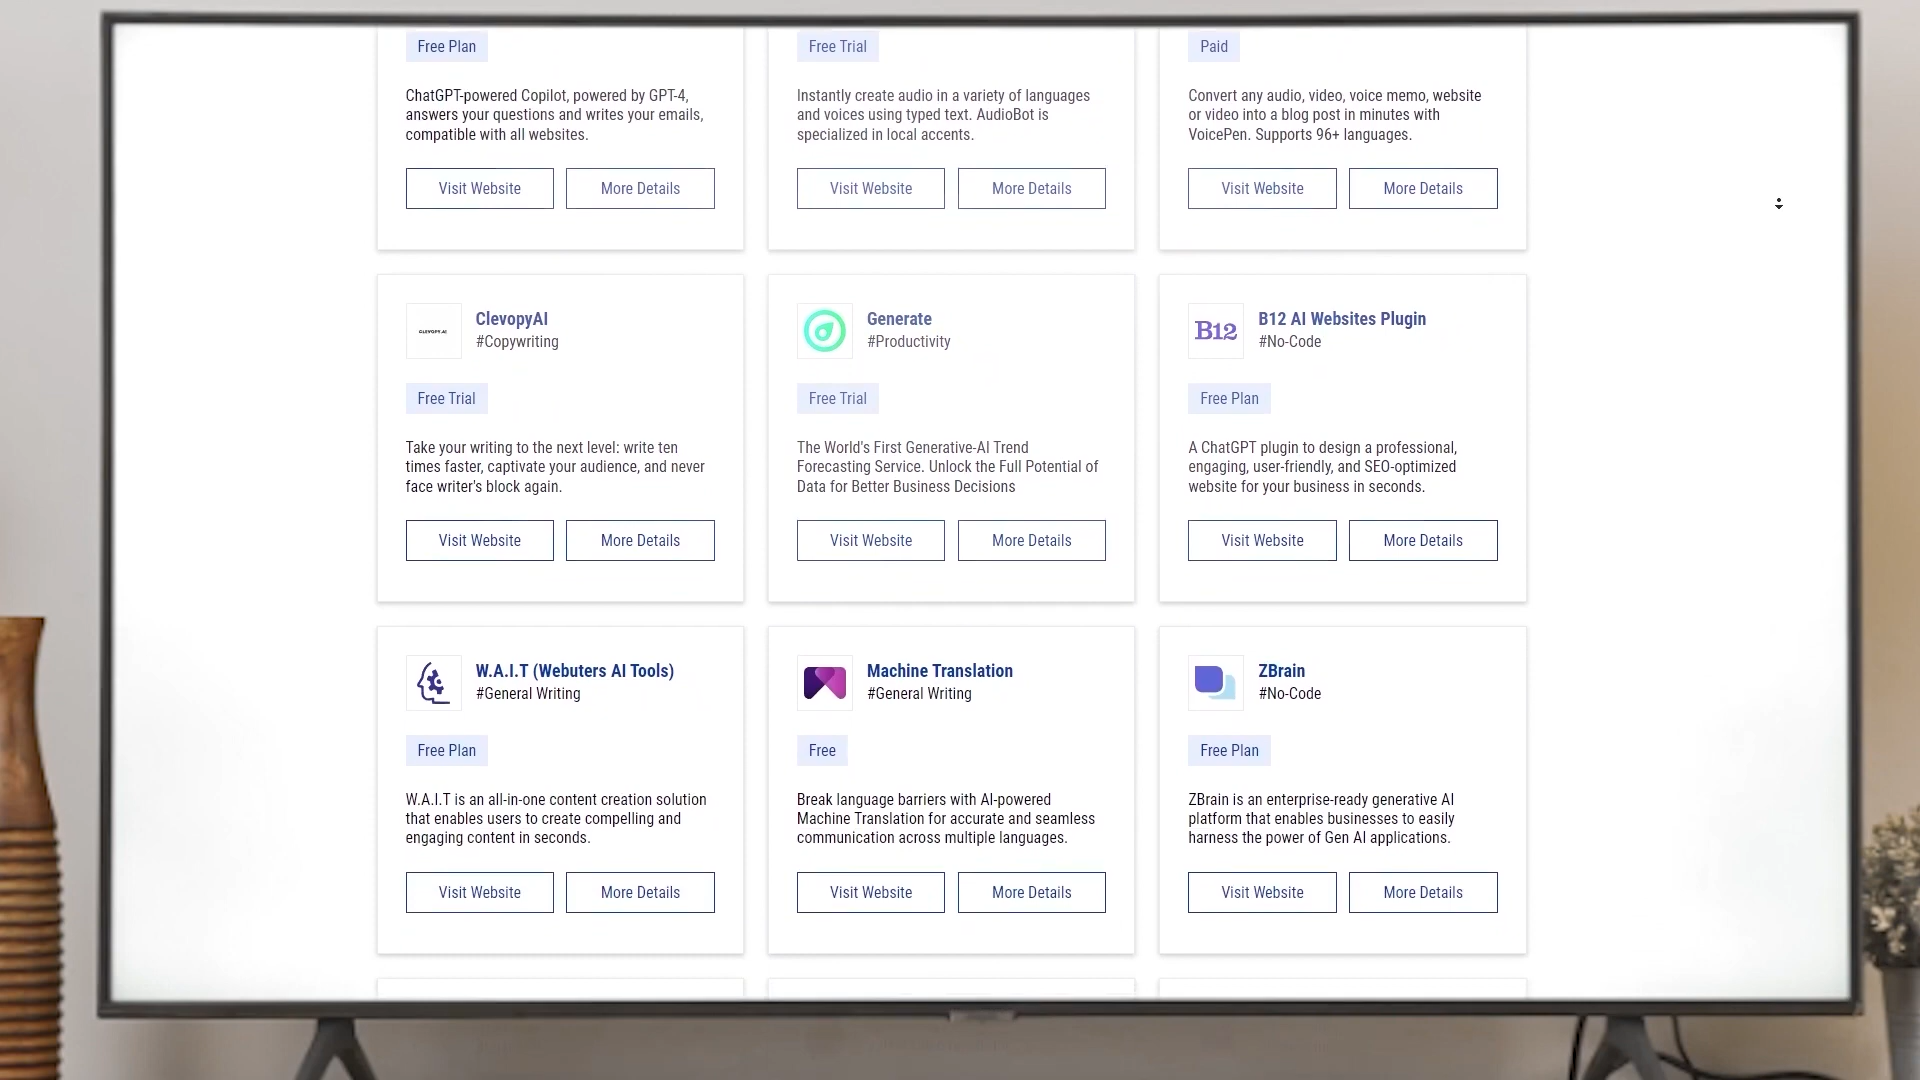 Free Plan
Free Trial
Paid
ChatGPT-powered Copilot, powered by GPT-4,
answers your questions and writes your emails,
compatible with all websites.
Instantly create audio in a variety of languages
and voices using typed text. AudioBot is
specialized in local accents.
Convert any audio, video, voice memo, website
or video into a blog post in minutes with
VoicePen. Supports 96+ languages.
Visit Website
More Details
Visit Website
More Details
Visit Website
More Details
CLEVOPY.AI
ClevopyAI
#Copywriting
Generate
#Productivity
B12
B12 AI Websites Plugin
#No-Code
Free Trial
Free Trial
Free Plan
Take your writing to the next level: write ten
times faster, captivate your audience, and never
face writer's block again.
The World's First Generative-AI Trend
Forecasting Service. Unlock the Full Potential of
Data for Better Business Decisions
A ChatGPT plugin to design a professional,
engaging, user-friendly, and SEO-optimized
website for your business in seconds.
Visit Website
More Details
Visit Website
More Details
Visit Website
More Details
W.A.I.T (Webuters AI Tools)
#General Writing
Machine Translation
#General Writing
ZBrain
#No-Code
Free Plan
Free
Free Plan
W.A.I.T is an all-in-one content creation solution
that enables users to create compelling and
engaging content in seconds.
Break language barriers with AI-powered
Machine Translation for accurate and seamless
communication across multiple languages.
ZBrain is an enterprise-ready generative AI
platform that enables businesses to easily
harness the power of Gen AI applications.
Visit Website
More Details
Visit Website
More Details
Visit Website
More Details